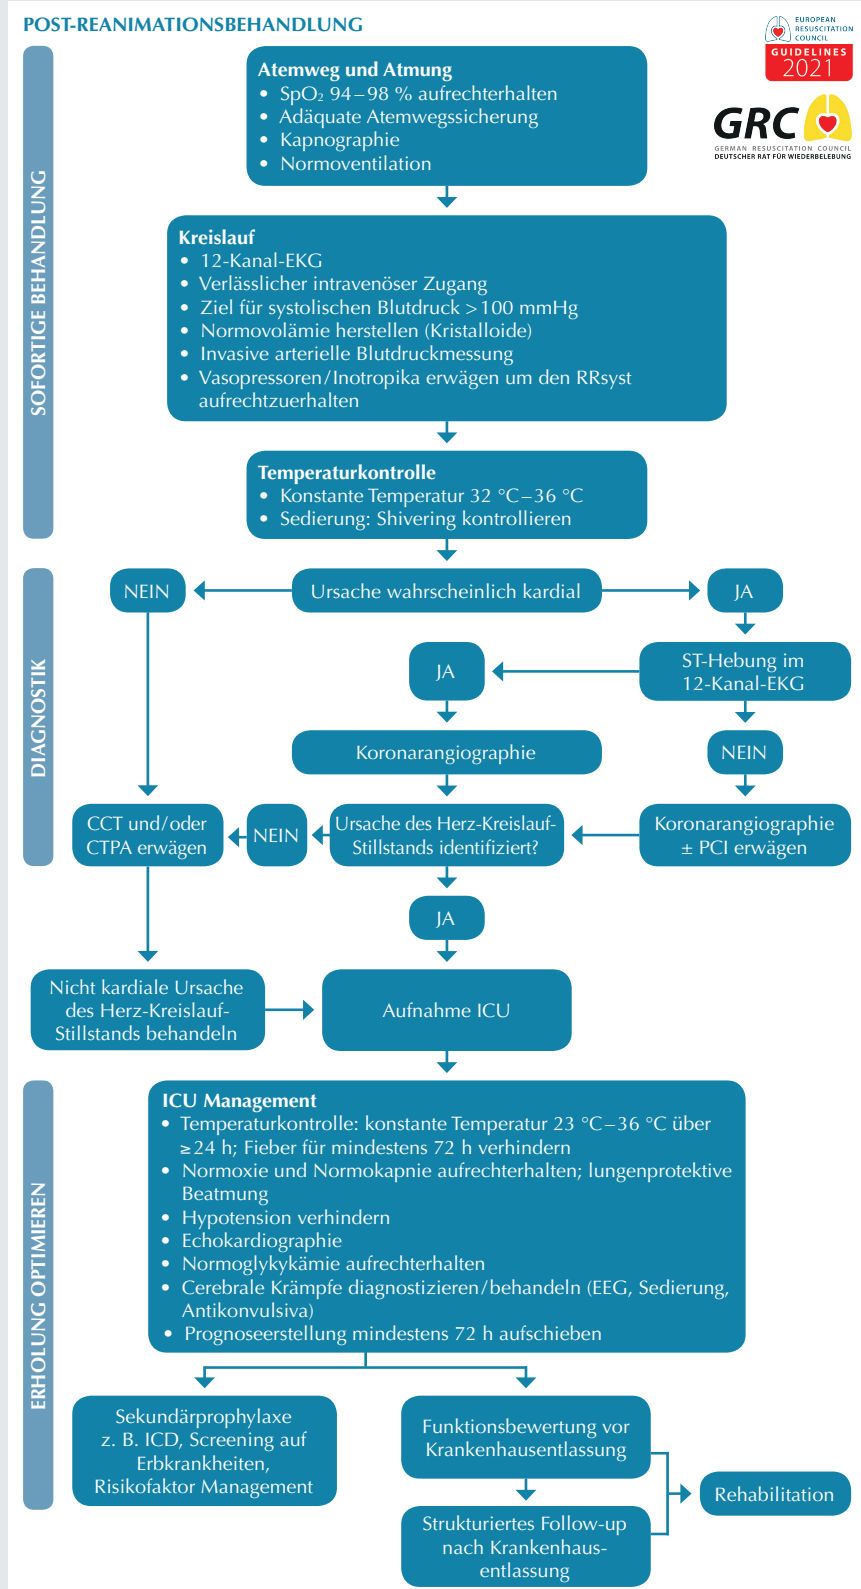 POST-REANIMATIONSBEHANDLUNG
EUROPEAN
RESUSCITATION
COUNCIL
GUIDELINES
2021
GRC
GERMAN RESUSCITATION COUNCIL
DEUTSCHER RAT FÜR WIEDERBELEBUNG
SOFORTIGE BEHANDLUNG
Atemweg und Atmung
• SpO₂ 94–98 % aufrechterhalten
• Adäquate Atemwegssicherung
• Kapnographie
• Normoventilation
Kreislauf
• 12-Kanal-EKG
• Verlässlicher intravenöser Zugang
• Ziel für systolischen Blutdruck >100 mmHg
• Normovolämie herstellen (Kristalloide)
• Invasive arterielle Blutdruckmessung
• Vasopressoren/Inotropika erwägen um den RRsyst
aufrechtzuerhalten
Temperaturkontrolle
• Konstante Temperatur 32 °C–36 °C
• Sedierung: Shivering kontrollieren
DIAGNOSTIK
NEIN
Ursache wahrscheinlich kardial
JA
JA
ST-Hebung im
12-Kanal-EKG
Koronarangiographie
NEIN
CCT und/oder
CTPA erwägen
NEIN
Ursache des Herz-Kreislauf-
Stillstands identifiziert?
Koronarangiographie
± PCI erwägen
JA
Nicht kardiale Ursache
des Herz-Kreislauf-
Stillstands behandeln
Aufnahme ICU
ERHOLUNG OPTIMIEREN
ICU Management
• Temperaturkontrolle: konstante Temperatur 23 °C–36 °C über
≥24 h; Fieber für mindestens 72 h verhindern
• Normoxie und Normokapnie aufrechterhalten; lungenprotektive
Beatmung
• Hypotension verhindern
• Echokardiographie
• Normoglykykämie aufrechterhalten
• Cerebrale Krämpfe diagnostizieren/behandeln (EEG, Sedierung,
Antikonvulsiva)
• Prognoseerstellung mindestens 72 h aufschieben
Sekundärprophylaxe
z. B. ICD, Screening auf
Erbkrankheiten,
Risikofaktor Management
Funktionsbewertung vor
Krankenhausentlassung
Rehabilitation
Strukturiertes Follow-up
nach Krankenhaus-
entlassung